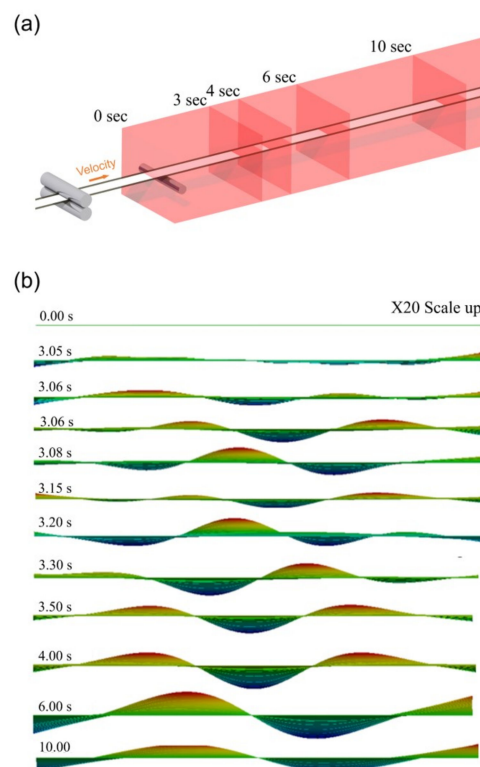 (a)
10 sec
6 sec
4 sec
3 sec
0 sec
Velocity
(b)
X20 Scale up
0.00 s
3.05 s
3.06 s
3.06 s
3.08 s
3.15 s
3.20 s
3.30 s
3.50 s
4.00 s
6.00 s
10.00